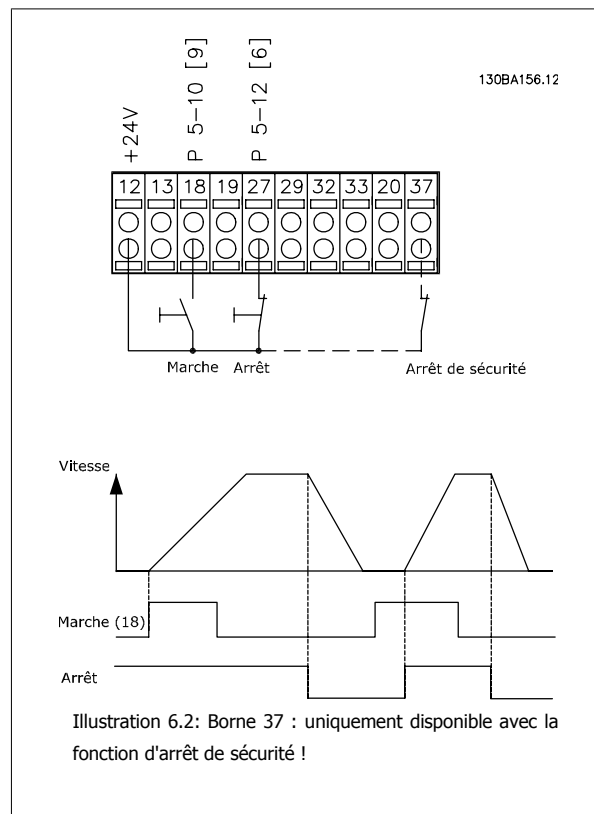 130BA156.12
+24V
P 5-10 [9]
P 5-12 [6]
12 13 18 19 27 29 32 33 20 37
Marche Arrêt Arrêt de sécurité
Vitesse
Marche (18)
Arrêt
Illustration 6.2: Borne 37 : uniquement disponible avec la
fonction d'arrêt de sécurité !